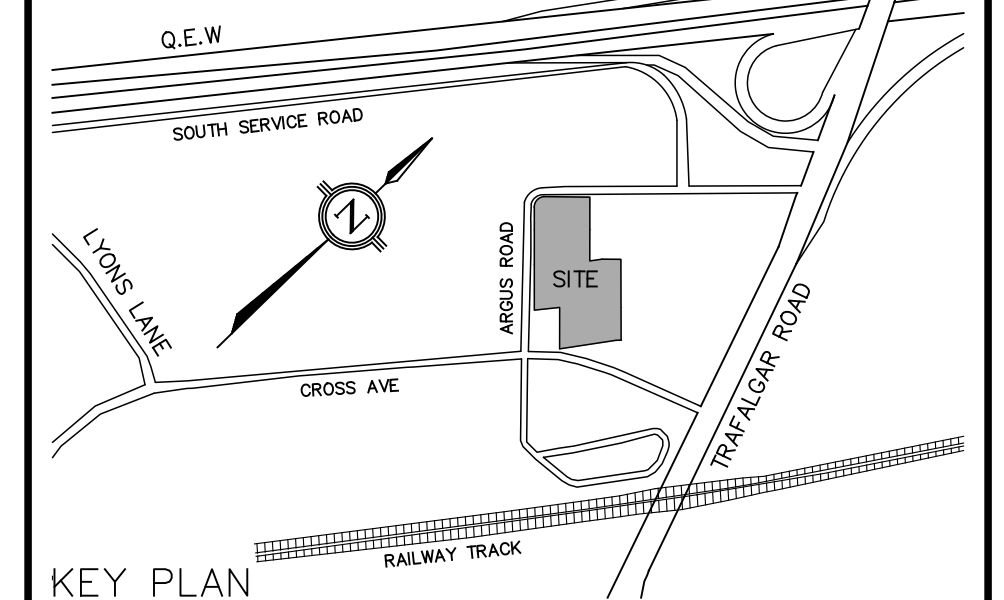 Q.E.W
SOUTH SERVICE ROAD
N
LYONS LANE
ARGUS ROAD
SITE
TRAFALGAR ROAD
CROSS AVE
RAILWAY TRACK
KEY PLAN